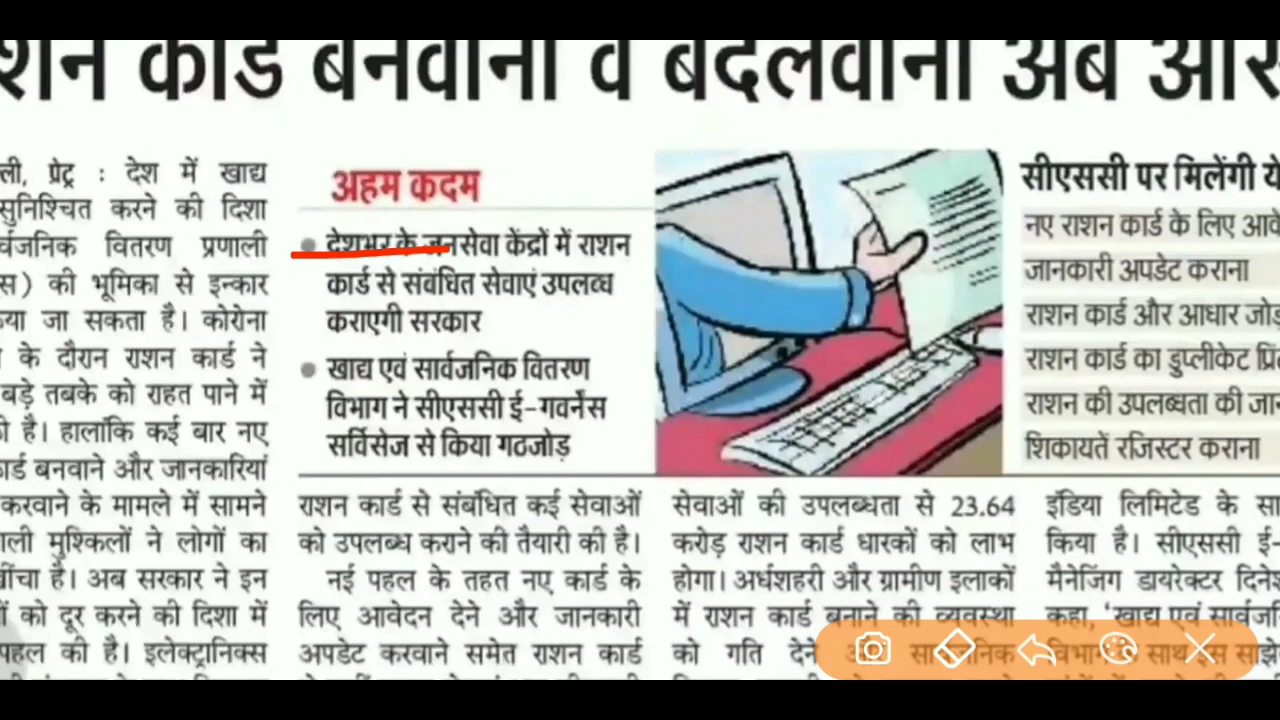 शन कार्ड बनवाना व बदलवाना अब
ली, प्रेट्र : देश में खाद्य
सुनिश्चित करने की दिशा
र्वजनिक वितरण प्रणाली
स) की भूमिका से इन्कार
या जा सकता है। कोरोना
के दौरान राशन कार्ड ने
बड़े तबके को राहत पाने में
है। हालांकि कई बार नए
र्ड बनवाने और जानकारियां
करवाने के मामले में सामने
ली मुश्किलों ने लोगों का
है। अब सरकार ने इन
को दूर करने की दिशा में
पहल की है। इलेक्ट्रानिक्स
अहम कदम
देशभर के जनसेवा केंद्रों में राशन
कार्ड से संबंधित सेवाएं उपलब्ध
कराएगी सरकार
खाद्य एवं सार्वजनिक वितरण
विभाग ने सीएससी ई-गवर्नेंस
सर्विसेज से किया गठजोड़
सीएससी पर मिलेंगी ये
नए राशन कार्ड के लिए आवे
जानकारी अपडेट कराना
राशन कार्ड और आधार जोड़
राशन कार्ड का डुप्लीकेट प्रिं
राशन की उपलब्धता की जान
शिकायतें रजिस्टर कराना
राशन कार्ड से संबंधित कई सेवाओं
को उपलब्ध कराने की तैयारी की है।
नई पहल के तहत नए कार्ड के
लिए आवेदन देने और जानकारी
अपडेट करवाने समेत राशन कार्ड
सेवाओं की उपलब्धता से 23.64
करोड़ राशन कार्ड धारकों को लाभ
होगा। अर्धशहरी और ग्रामीण इलाकों
में राशन कार्ड बनाने की व्यवस्था
को गति देने
इंडिया लिमिटेड के सा
किया है। सीएससी ई-
मैनेजिंग डायरेक्टर दिनेश
कहा, 'खाद्य एवं सार्वजनि
विभाग के साथ इस साझे